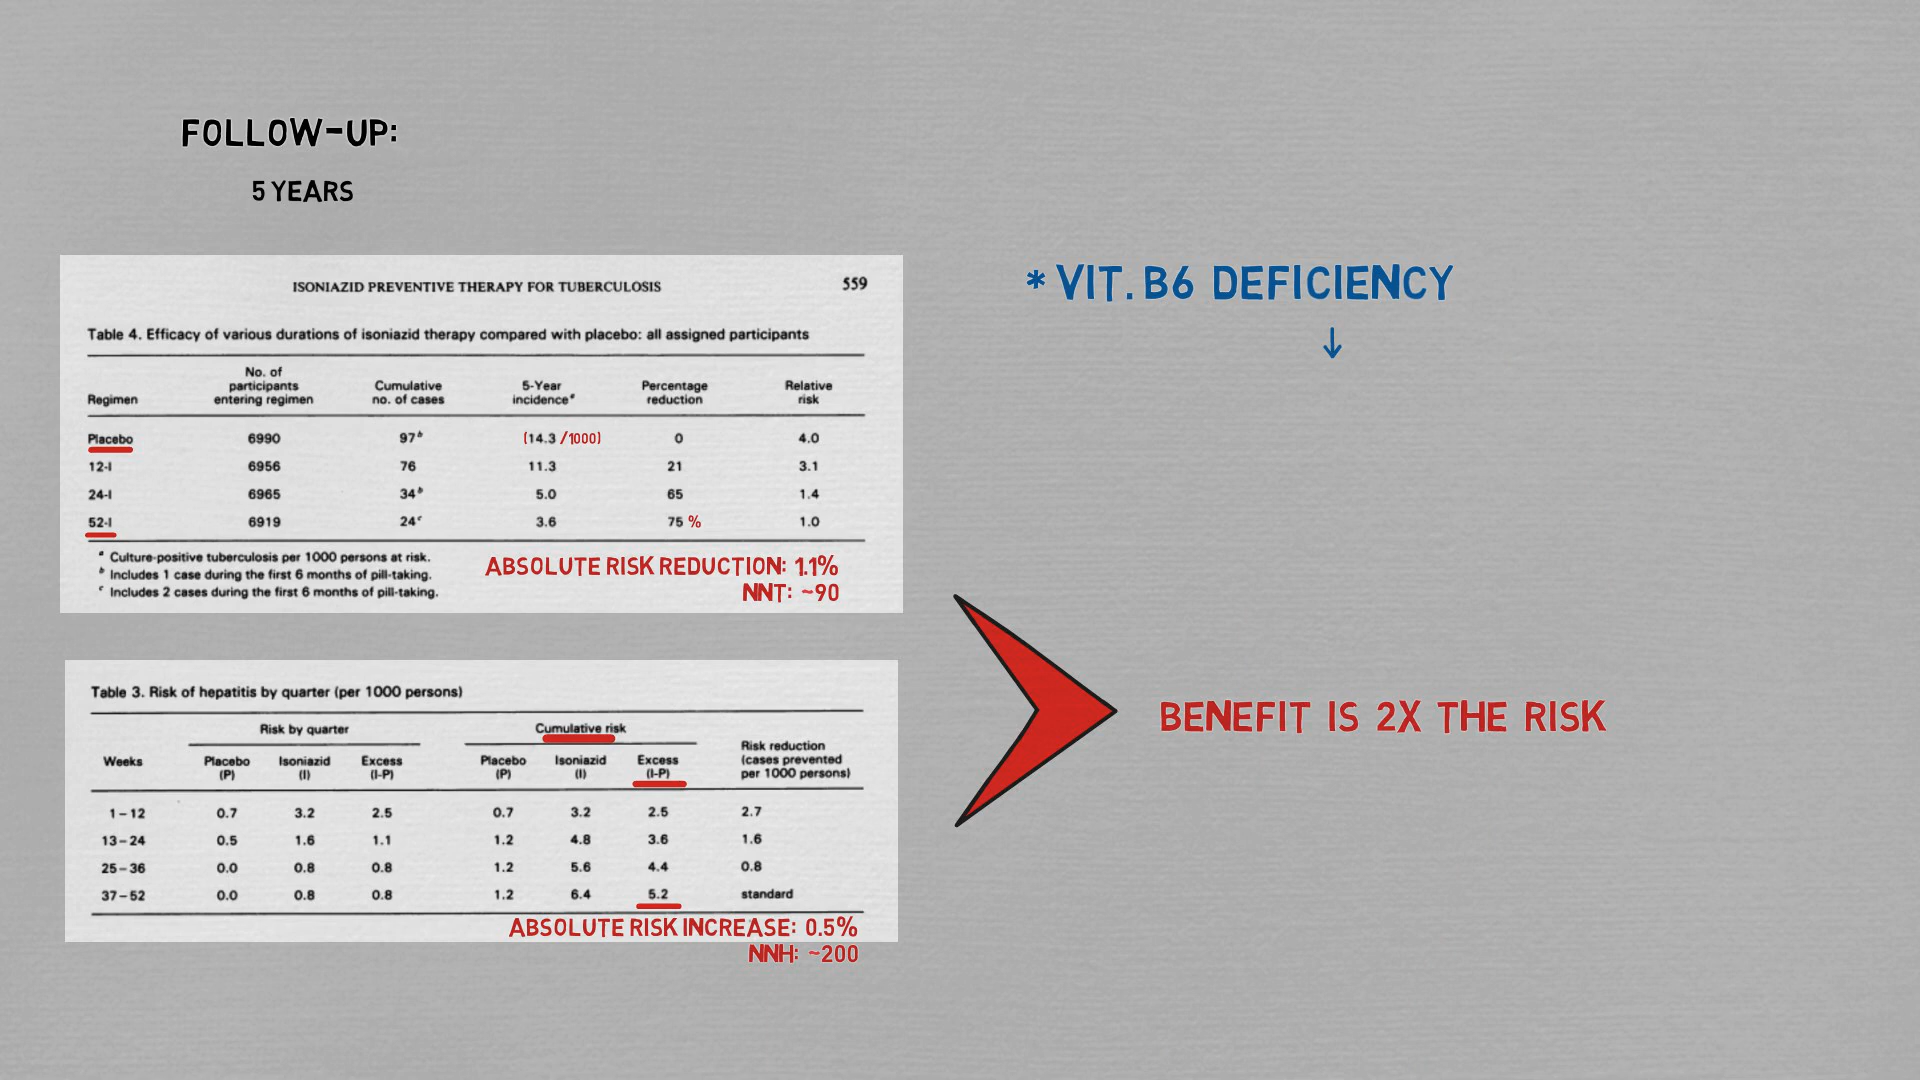 FOLLOW-UP:
5 YEARS
ISONIAZID PREVENTIVE THERAPY FOR TUBERCULOSIS 559
Table 4. Efficacy of various durations of isoniazid therapy compared with placebo: all assigned participants
Regimen No. of participants entering regimen Cumulative no. of cases 5-Year incidence^a Percentage reduction Relative risk
Placebo 6990 97^b (14.3 /1000) 0 4.0
12-I 6956 76 11.3 21 3.1
24-I 6965 34^b 5.0 65 1.4
52-I 6919 24^c 3.6 75 % 1.0
^a Culture-positive tuberculosis per 1000 persons at risk.
^b Includes 1 case during the first 6 months of pill-taking.
^c Includes 2 cases during the first 6 months of pill-taking.
ABSOLUTE RISK REDUCTION: 1.1%
NNT: ~90
Table 3. Risk of hepatitis by quarter (per 1000 persons)
Risk by quarter Cumulative risk
Weeks Placebo (P) Isoniazid (I) Excess (I-P) Placebo (P) Isoniazid (I) Excess (I-P) Risk reduction (cases prevented per 1000 persons)
1–12 0.7 3.2 2.5 0.7 3.2 2.5 2.7
13–24 0.5 1.6 1.1 1.2 4.8 3.6 1.6
25–36 0.0 0.8 0.8 1.2 5.6 4.4 0.8
37–52 0.0 0.8 0.8 1.2 6.4 5.2 standard
ABSOLUTE RISK INCREASE: 0.5%
NNH: ~200
* VIT. B6 DEFICIENCY
↓
BENEFIT IS 2X THE RISK